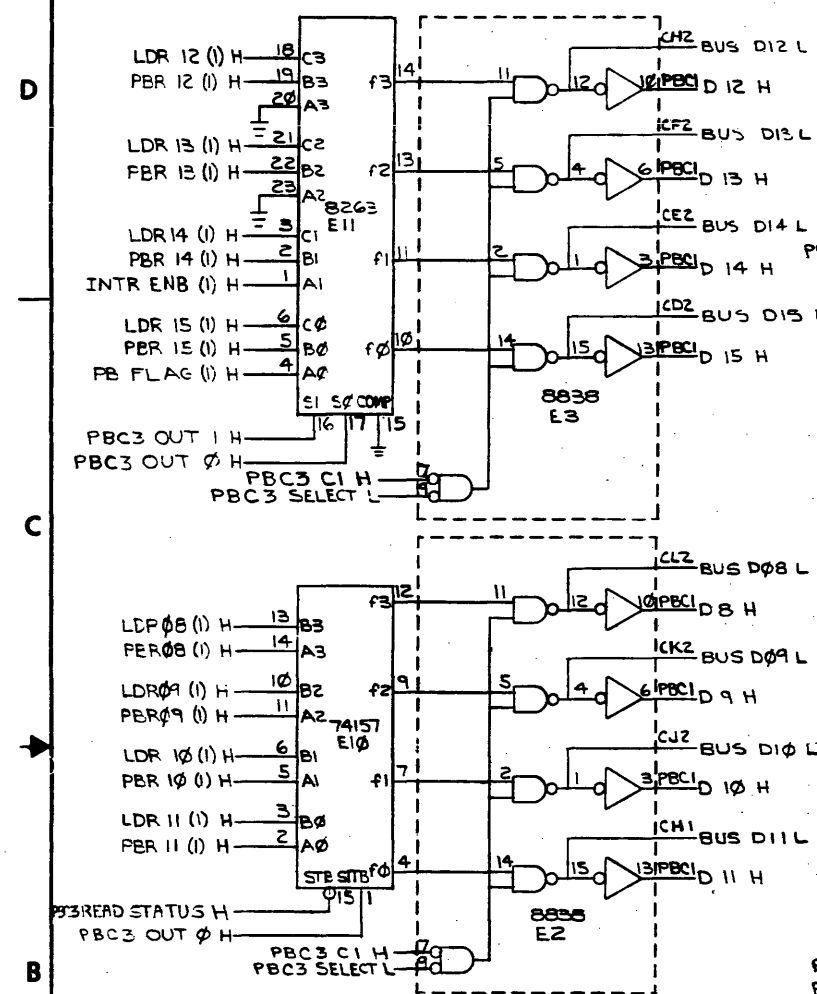 D
LDR 12 (1) H 18 C3
PBR 12 (1) H 19 B3
20 A3
LDR 13 (1) H 21 C2
PBR 13 (1) H 22 B2
23 A2
8263
E11
LDR 14 (1) H 3 C1
PBR 14 (1) H 2 B1
INTR ENB (1) H 1 A1
LDR 15 (1) H 6 CØ
PBR 15 (1) H 5 BØ
PB FLAG (1) H 4 AØ
S1 SØ COMP
16 17 15
PBC3 OUT 1 H
PBC3 OUT Ø H
PBC3 C1 H 7
PBC3 SELECT L 9
f3 14 11 12 10 PBC1 D 12 H
CH2 BUS D12 L
f2 13 5 4 6 PBC1 D 13 H
CF2 BUS D13 L
f1 11 2 1 3 PBC1 D 14 H
CE2 BUS D14 L
fØ 10 14 15 13 PBC1 D 15 H
CD2 BUS D15
8838
E3
C
LDRØ8 (1) H 13 B3
PBRØ8 (1) H 14 A3
LDRØ9 (1) H 10 B2
PBRØ9 (1) H 11 A2
74157
E1Ø
LDR 1Ø (1) H 6 B1
PBR 1Ø (1) H 5 A1
LDR 11 (1) H 3 BØ
PBR 11 (1) H 2 AØ
STB
15 1
READ STATUS H
PBC3 OUT Ø H
PBC3 C1 H 7
PBC3 SELECT L 9
f3 12 11 12 10 PBC1 D 8 H
CL2 BUS DØ8 L
f2 9 5 4 6 PBC1 D 9 H
CK2 BUS DØ9 L
f1 7 2 1 3 PBC1 D 1Ø H
CJ2 BUS D1Ø L
fØ 4 14 15 13 PBC1 D 11 H
CH1 BUS D11 L
8838
E2
B